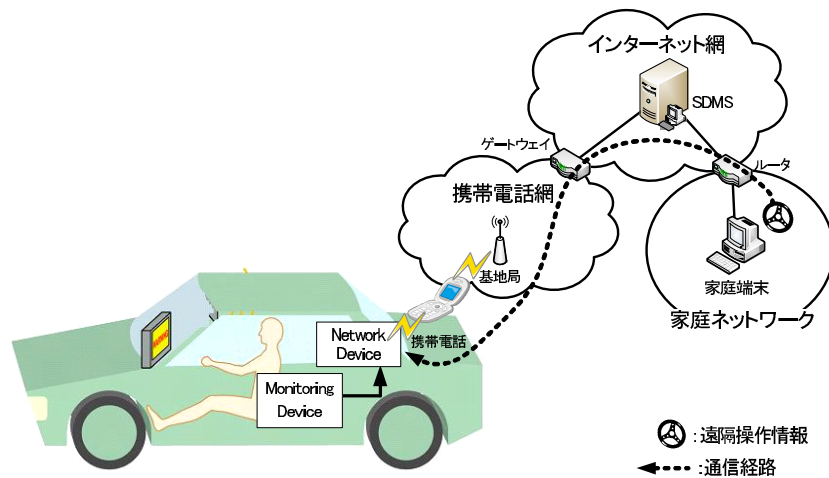 インターネット網
SDMS
ゲートウェイ
ルータ
携帯電話網
基地局
家庭端末
家庭ネットワーク
携帯電話
WARNING
Network
Device
Monitoring
Device
:遠隔操作情報
:通信経路